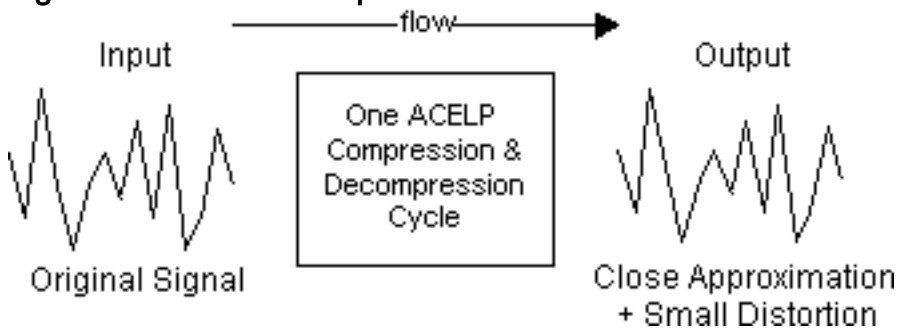 flow
Input
Output
One ACELP
Compression &
Decompression
Cycle
Original Signal
Close Approximation
+ Small Distortion